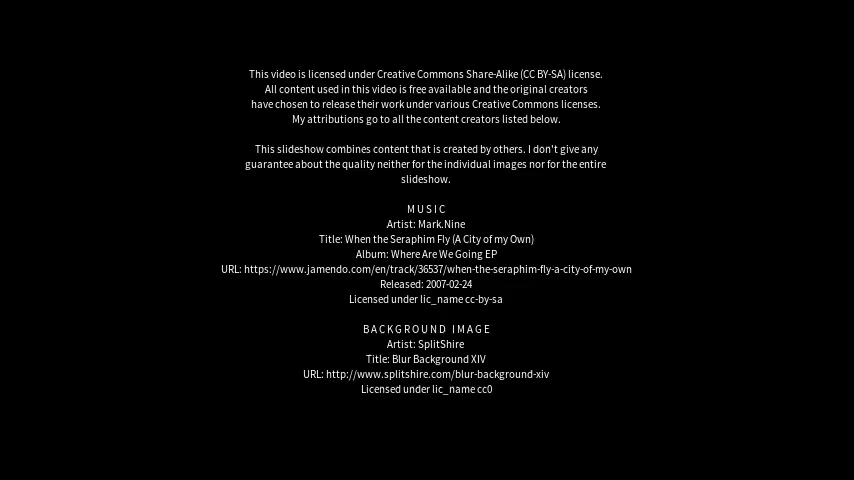 This video is licensed under Creative Commons Share-Alike (CC BY-SA) license.
All content used in this video is free available and the original creators
have chosen to release their work under various Creative Commons licenses.
My attributions go to all the content creators listed below.
This slideshow combines content that is created by others. I don't give any
guarantee about the quality neither for the individual images nor for the entire
slideshow.
MUSIC
Artist: Mark.Nine
Title: When the Seraphim Fly (A City of my Own)
Album: Where Are We Going EP
URL: https://www.jamendo.com/en/track/36537/when-the-seraphim-fly-a-city-of-my-own
Released: 2007-02-24
Licensed under lic_name cc-by-sa
BACKGROUND IMAGE
Artist: SplitShire
Title: Blur Background XIV
URL: http://www.splitshire.com/blur-background-xiv
Licensed under lic_name cc0